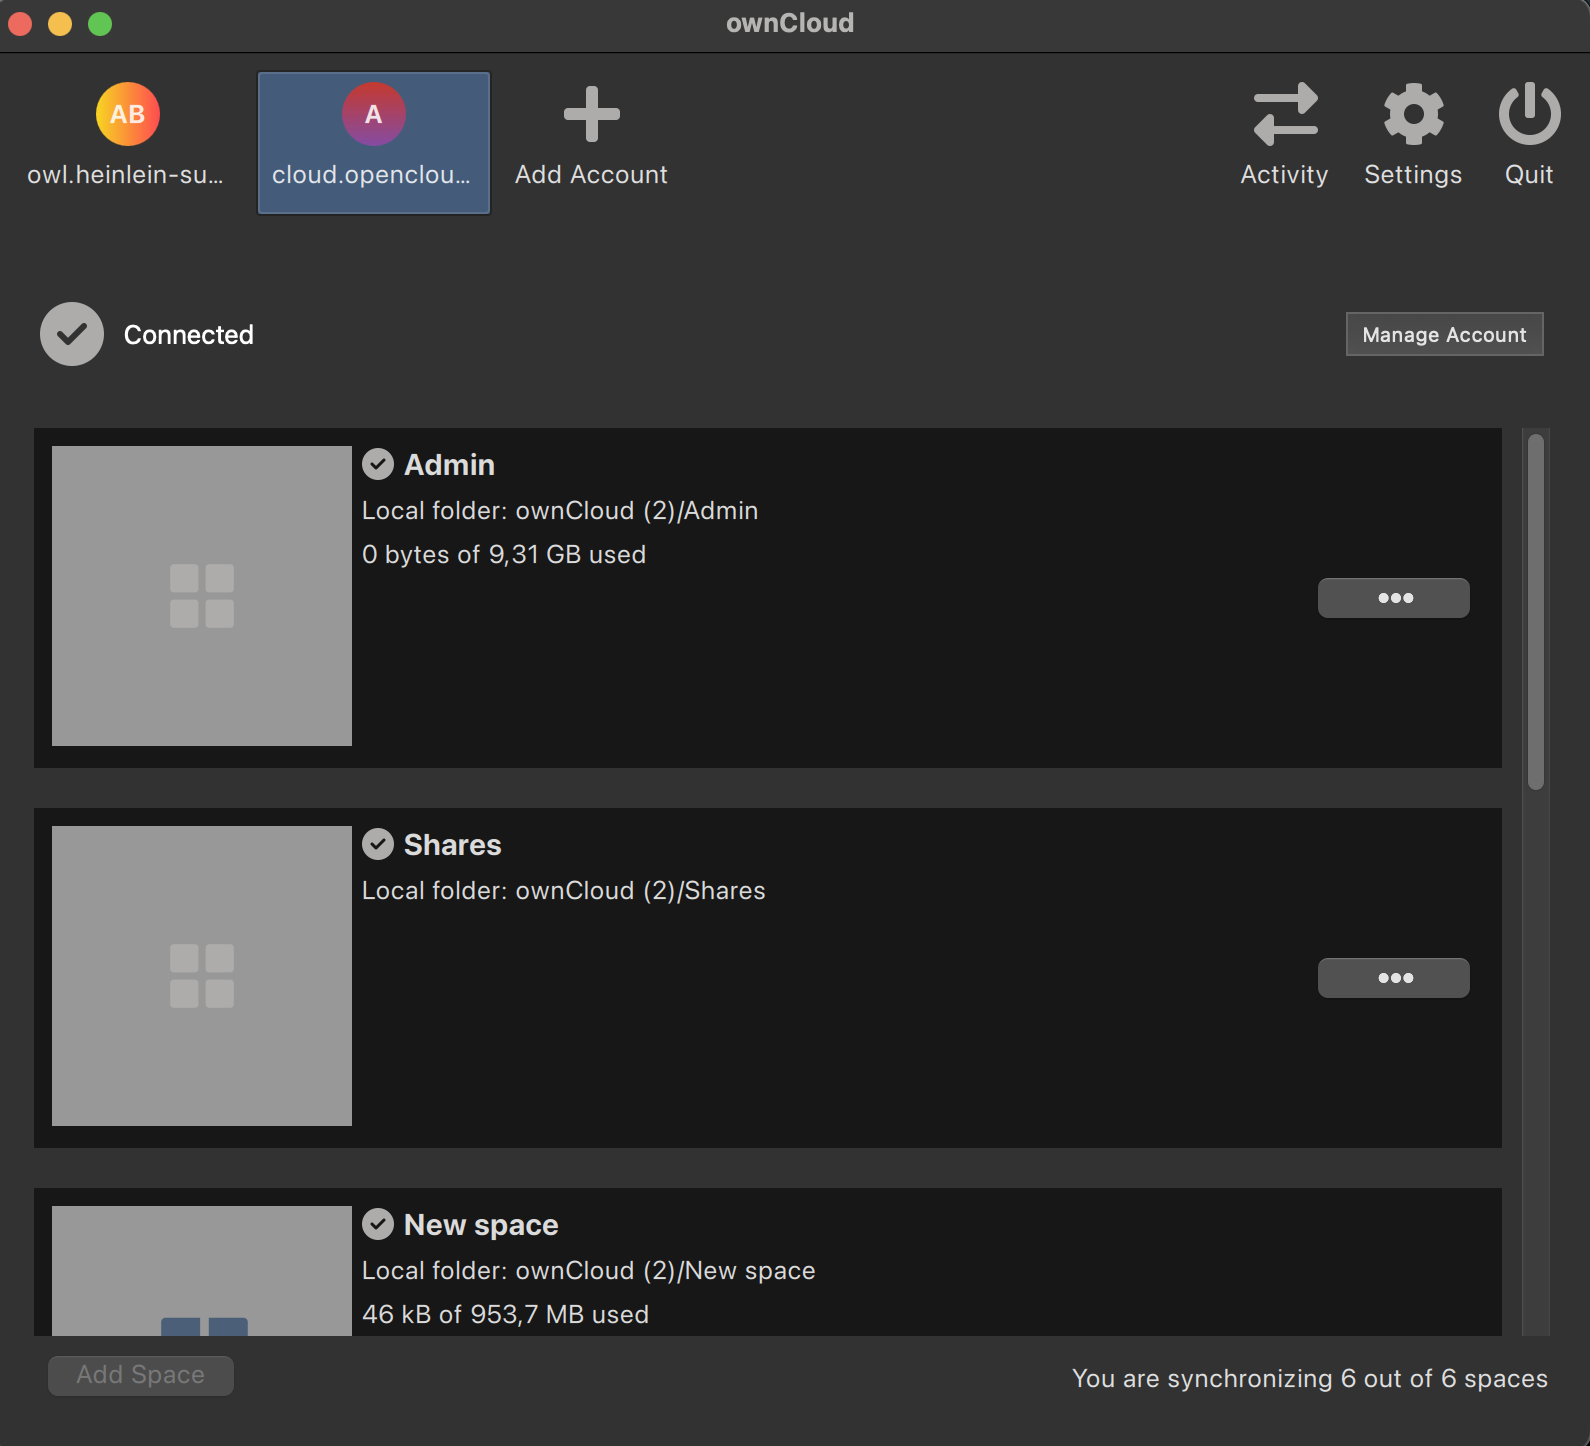 ownCloud
AB
owl.heinlein-su...
A
cloud.openclou...
Add Account
Activity
Settings
Quit
Connected
Manage Account
Admin
Local folder: ownCloud (2)/Admin
0 bytes of 9,31 GB used
Shares
Local folder: ownCloud (2)/Shares
New space
Local folder: ownCloud (2)/New space
46 kB of 953,7 MB used
Add Space
You are synchronizing 6 out of 6 spaces